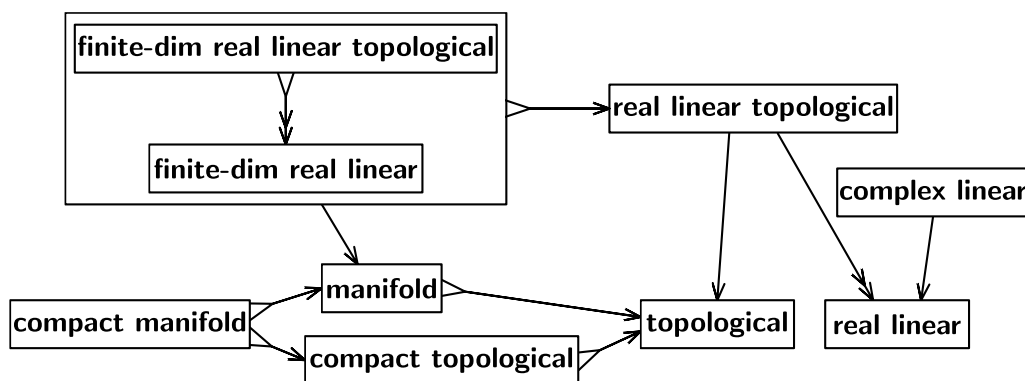 finite-dim real linear topological
real linear topological
finite-dim real linear
complex linear
manifold
compact manifold
topological
real linear
compact topological